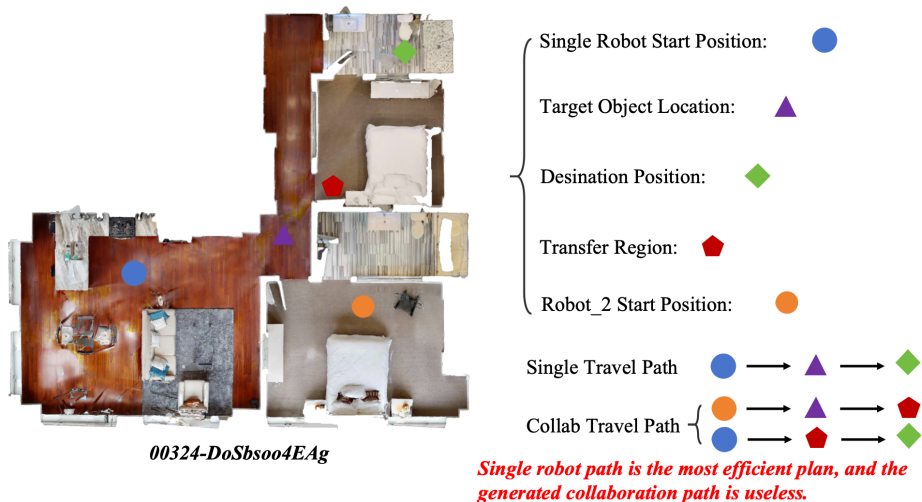 Single Robot Start Position:
Target Object Location:
Desination Position:
Transfer Region:
Robot_2 Start Position:
Single Travel Path
Collab Travel Path
00324-DoSbsoo4EAg
Single robot path is the most efficient plan, and the
generated collaboration path is useless.